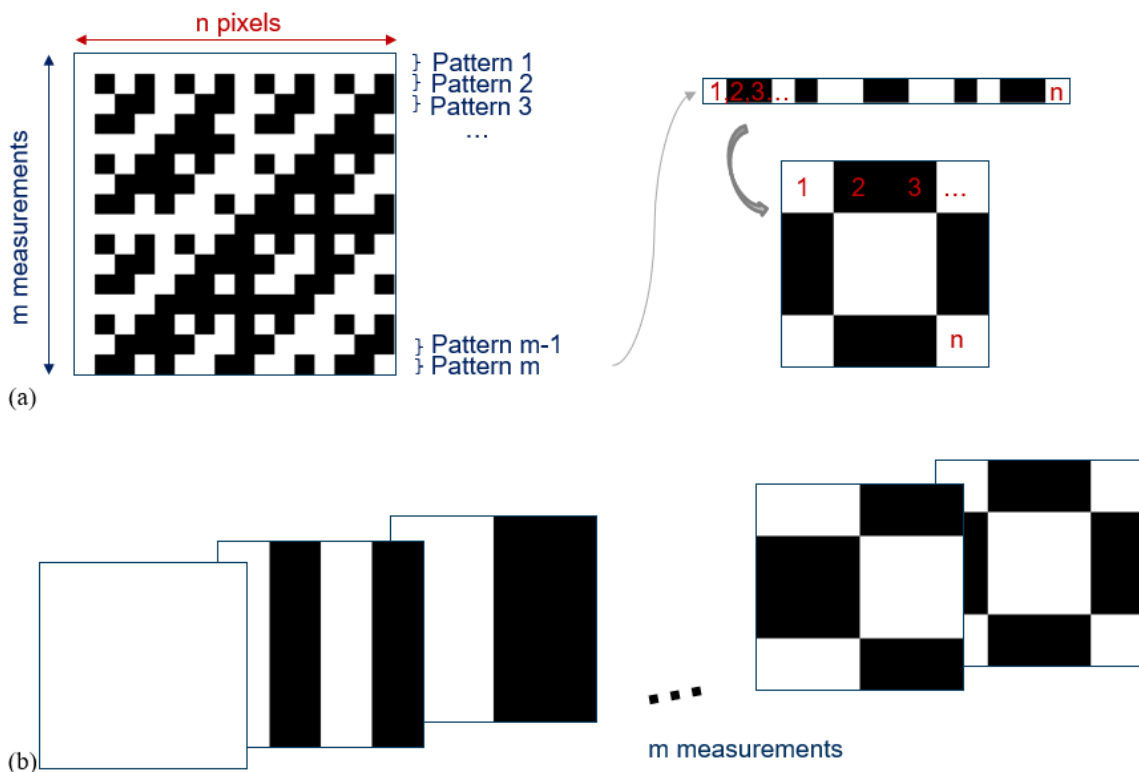 n pixels
m measurements
} Pattern 1
} Pattern 2
} Pattern 3
...
} Pattern m-1
} Pattern m
1,2,3...
n
1 2 3 ...
n
(a)
...
m measurements
(b)